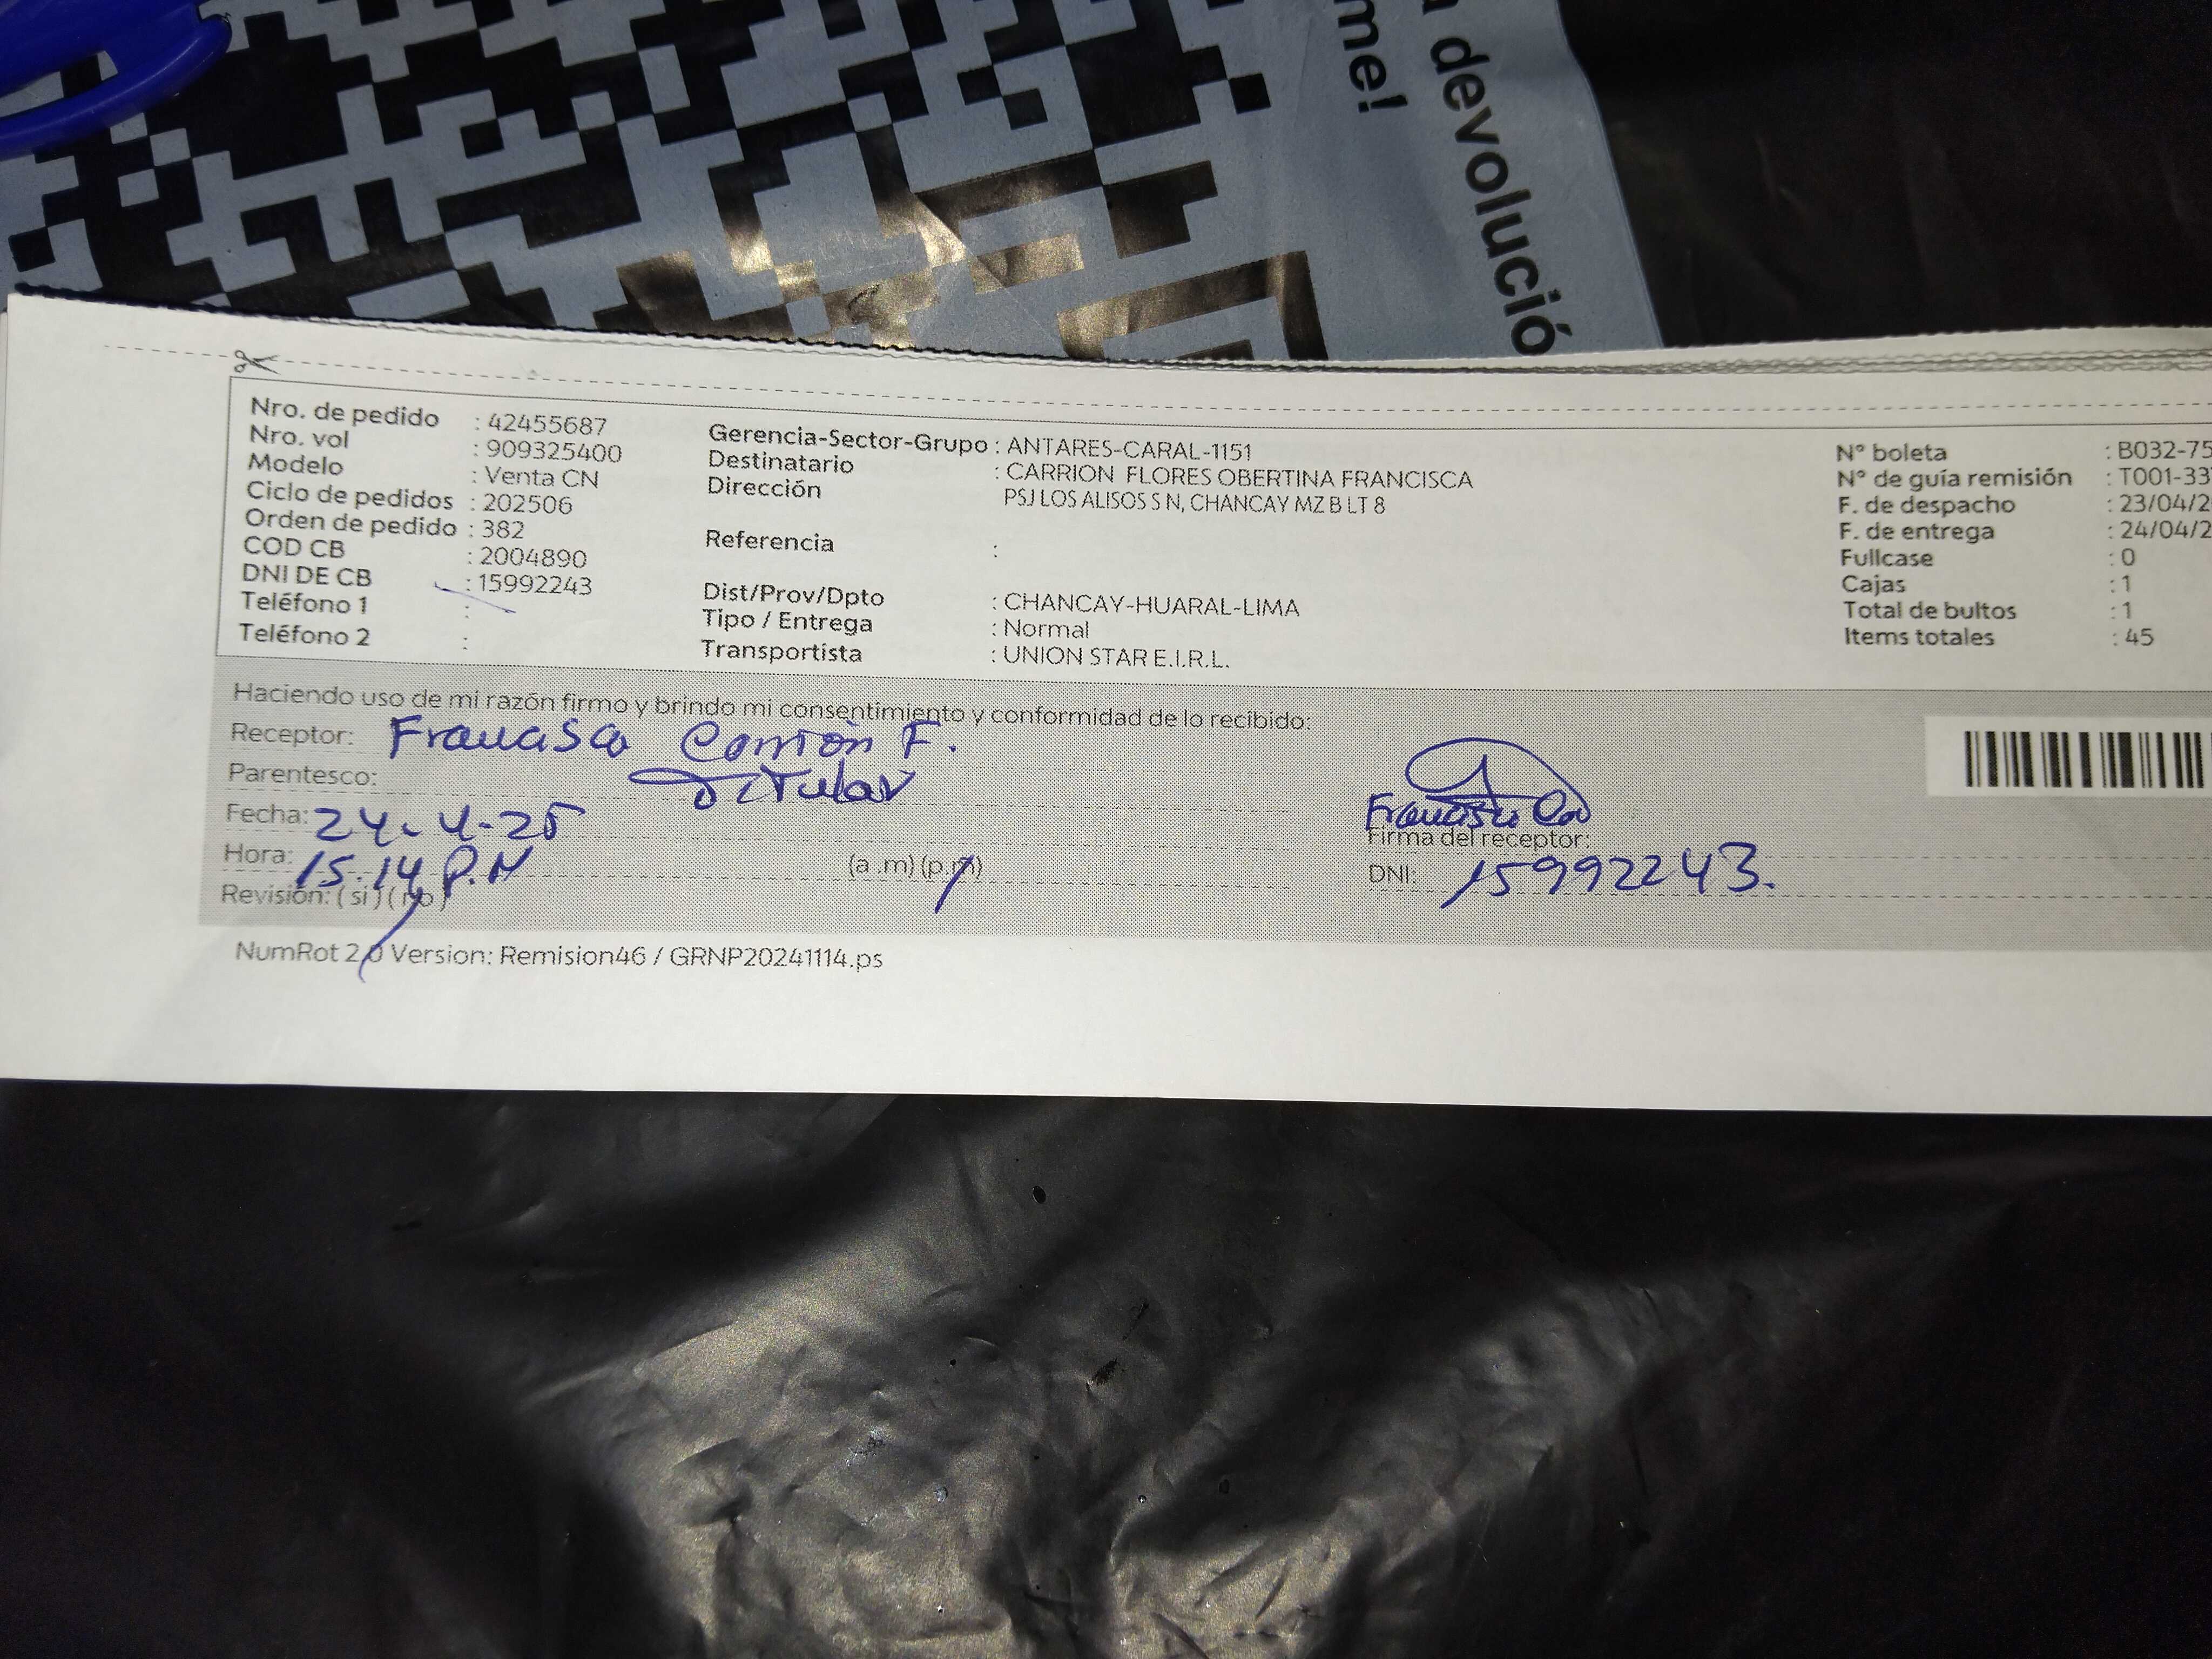 a devolució
me!
Nro. de pedido : 42455687
Nro. vol : 909325400
Modelo : Venta CN
Ciclo de pedidos : 202506
Orden de pedido : 382
COD CB : 2004890
DNI DE CB : 15992243
Teléfono 1 :
Teléfono 2 :
Gerencia-Sector-Grupo : ANTARES-CARAL-1151
Destinatario : CARRION FLORES OBERTINA FRANCISCA
Dirección PSJ LOS ALISOS S N, CHANCAY MZ B LT 8
Referencia :
Dist/Prov/Dpto : CHANCAY-HUARAL-LIMA
Tipo / Entrega : Normal
Transportista : UNION STAR E.I.R.L.
N° boleta : B032-75
N° de guía remisión : T001-33
F. de despacho : 23/04/2
F. de entrega : 24/04/2
Fullcase : 0
Cajas : 1
Total de bultos : 1
Items totales : 45
Haciendo uso de mi razón firmo y brindo mi consentimiento y conformidad de lo recibido:
Receptor: Francisca Carrión F.
Parentesco: Titular
Fecha: 24-4-25
Hora: 15.14 P.M (a .m) (p.m)
Revisión: ( si ) ( no )
Francisca
Firma del receptor:
DNI: 15992243.
NumRot 2.0 Version: Remision46 / GRNP20241114.ps